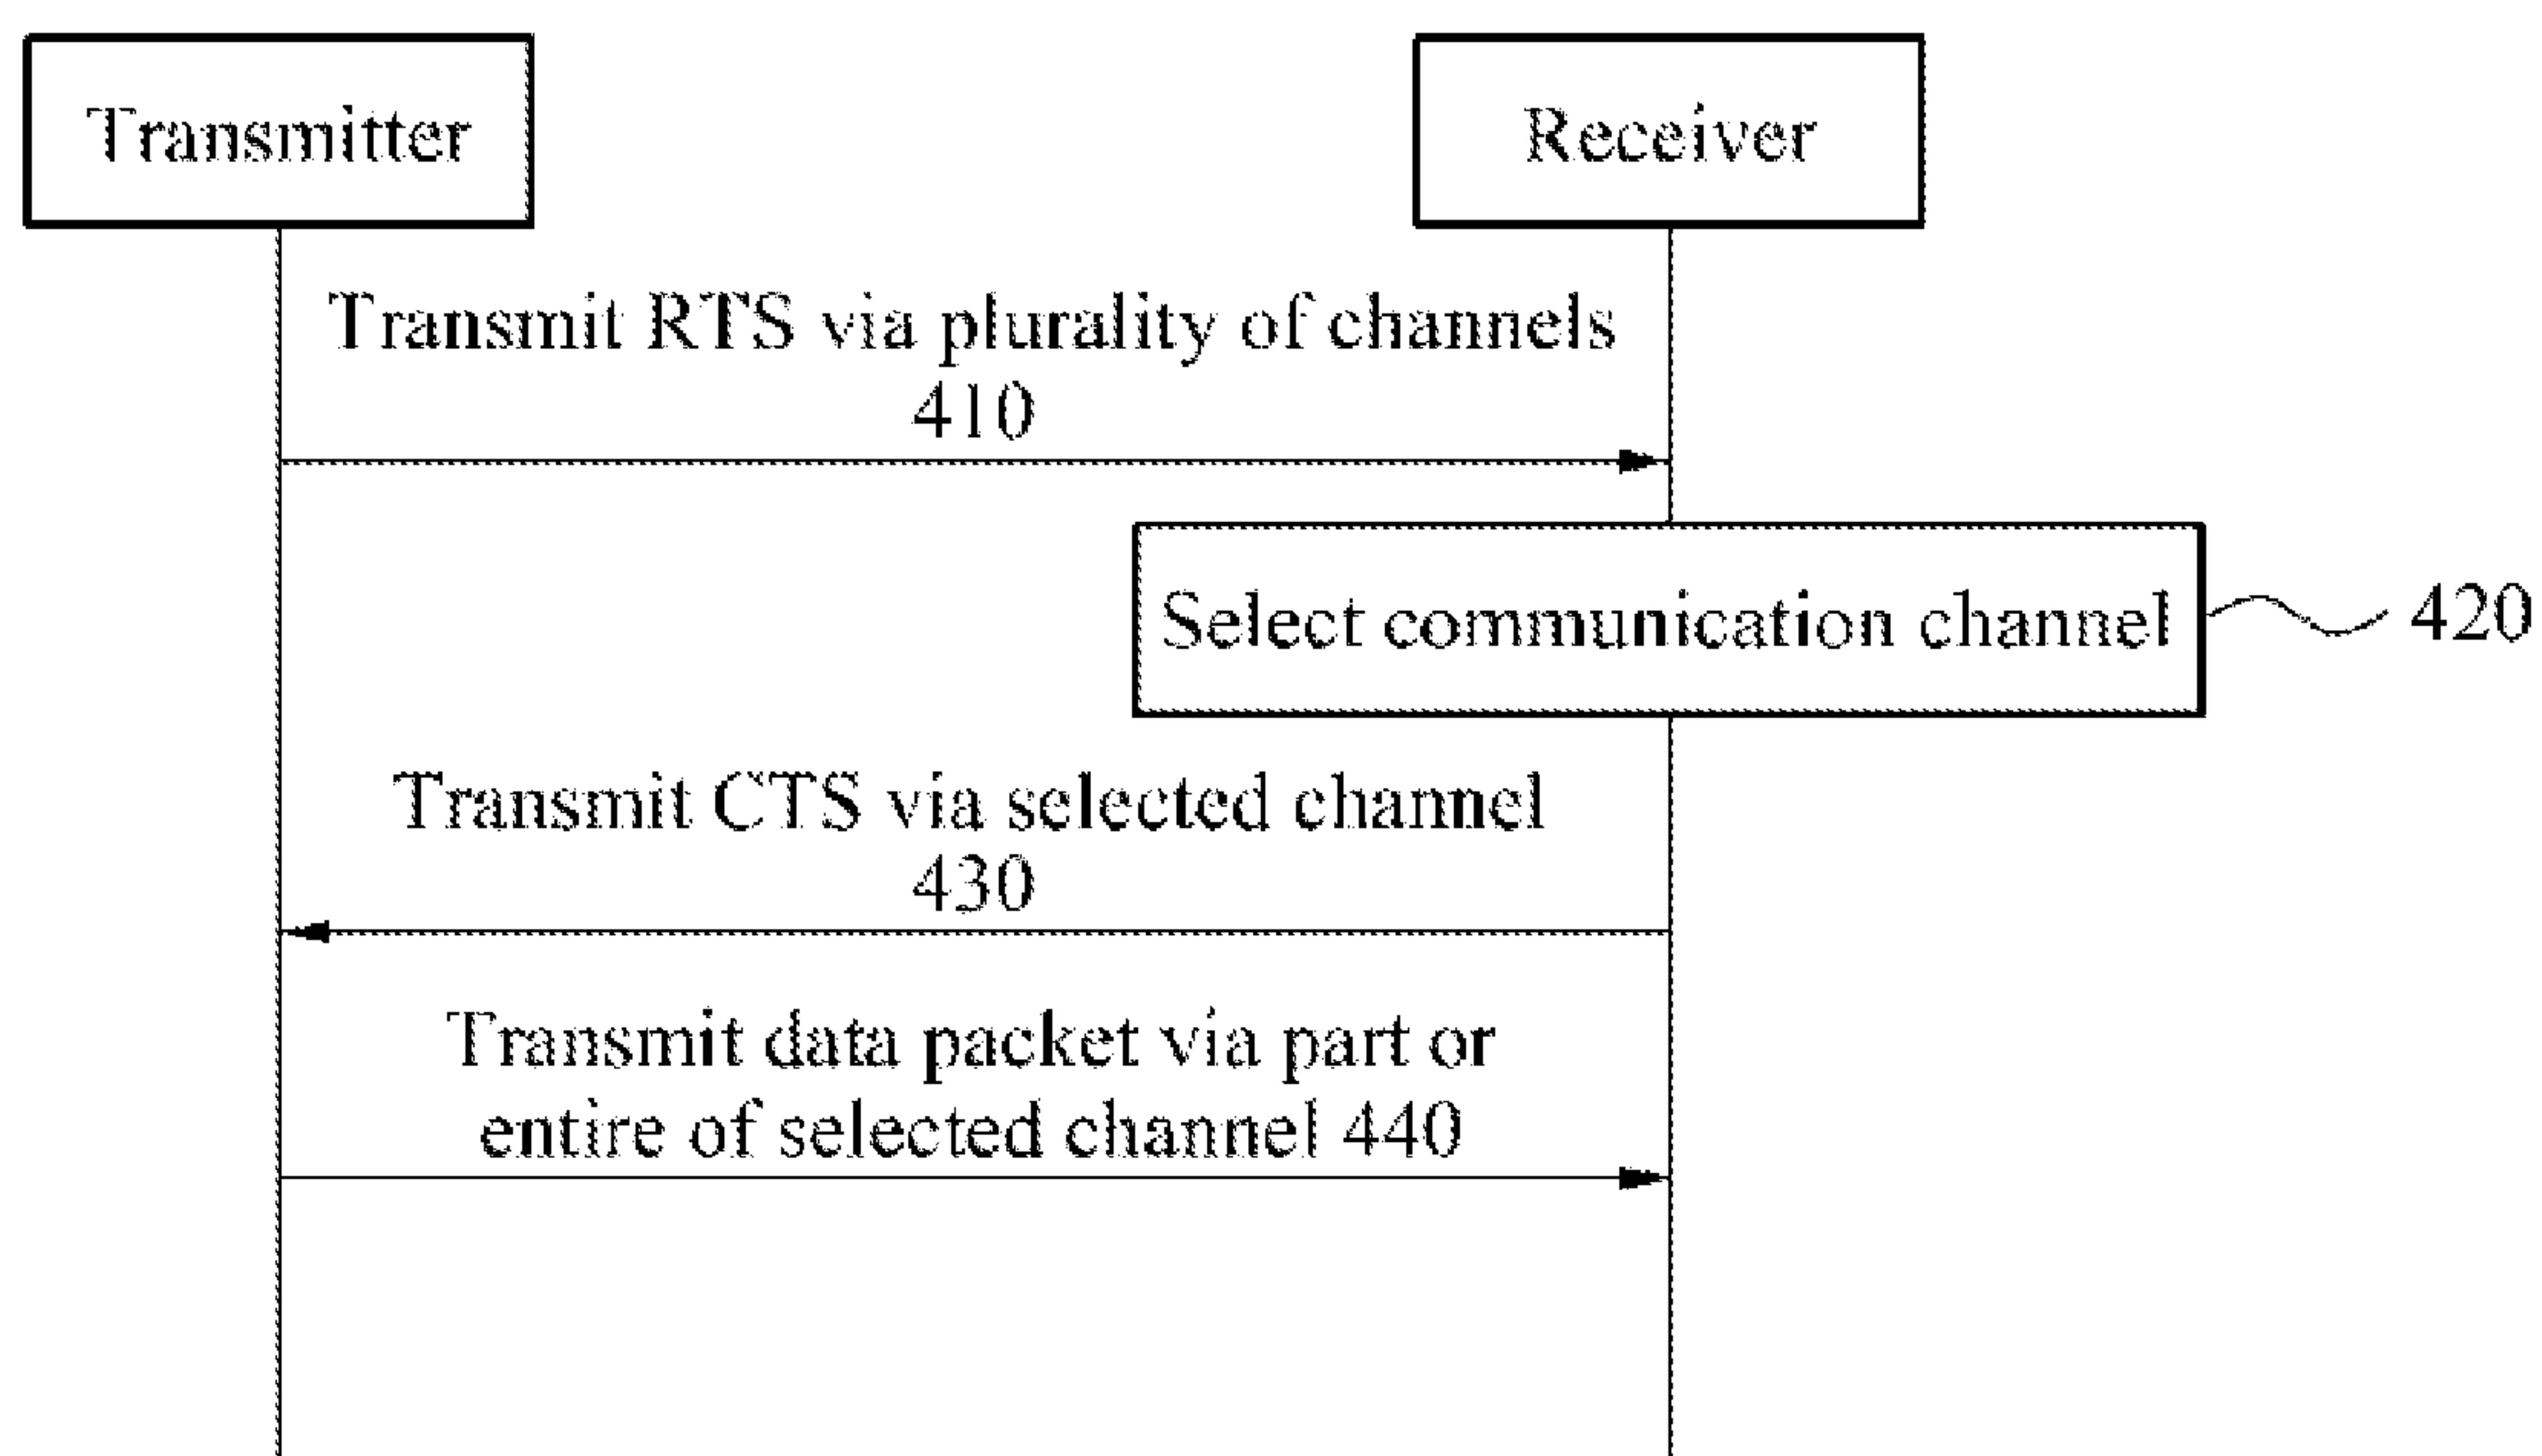 Transmitter
Receiver
Transmit RTS via plurality of channels
410
Select communication channel
420
Transmit CTS via selected channel
430
Transmit data packet via part or
entire of selected channel 440